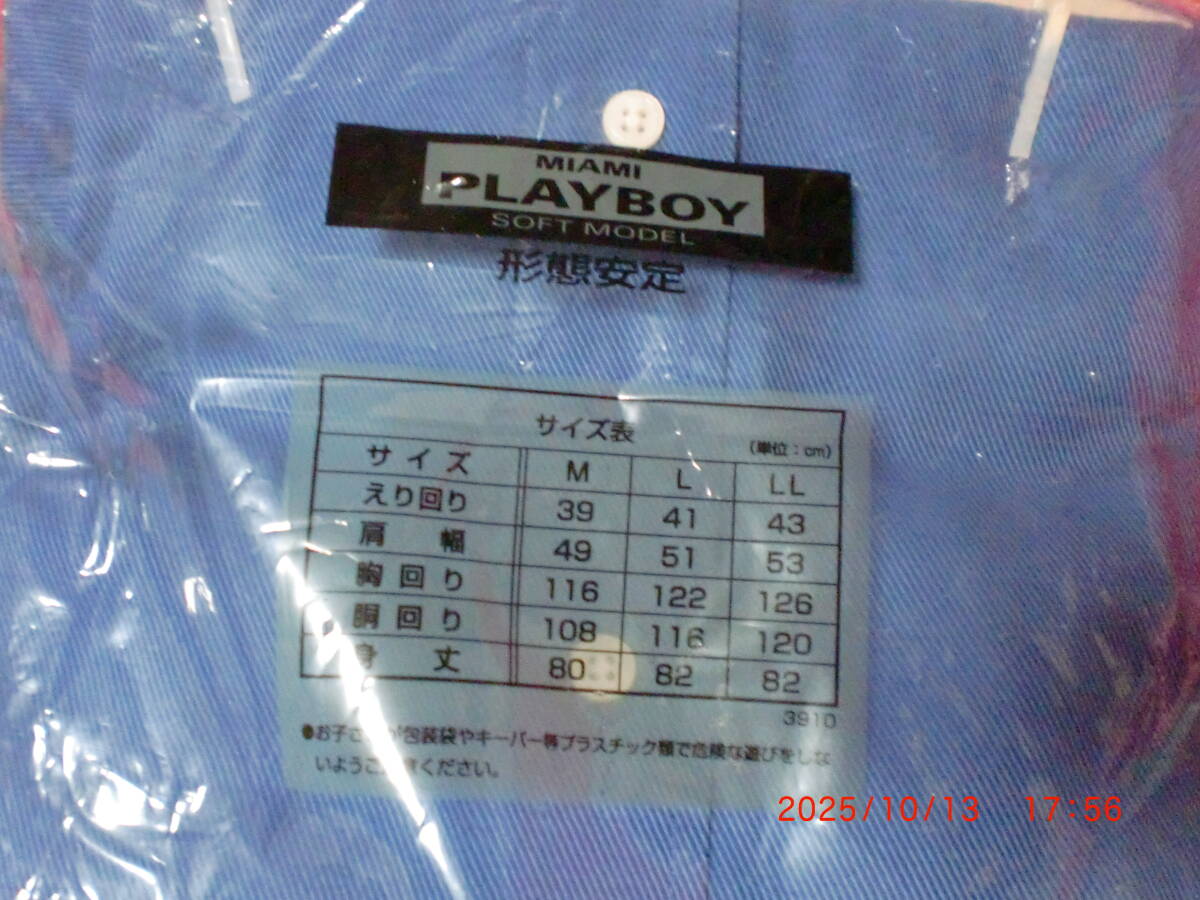 MIAMI
PLAYBOY
SOFT MODEL
形態安定
サイズ表
(単位:cm)
サイズ M L LL
えり回り 39 41 43
肩幅 49 51 53
胸回り 116 122 126
胴回り 108 116 120
身丈 80 82 82
3910
●お子さ が包装袋やキーパー等プラスチック類で危険な遊びをしな
いようご 意ください。
2025/10/13 17:56